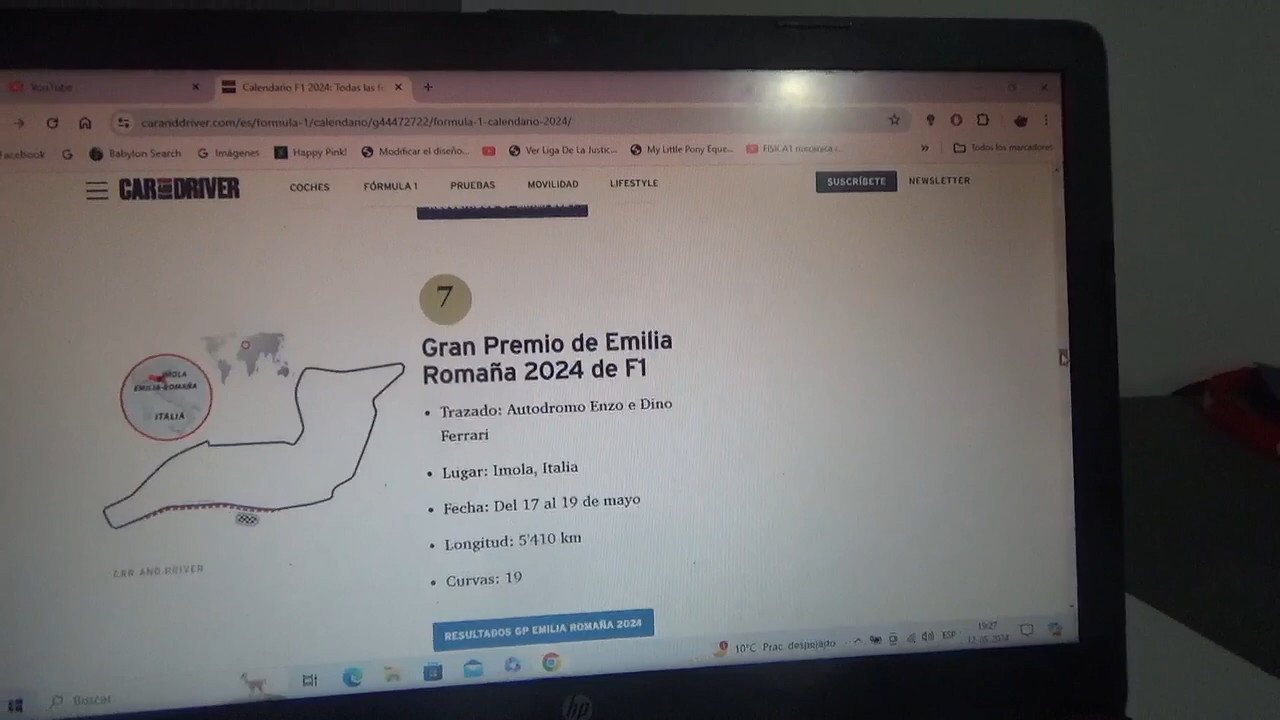 YouTube
Calendario F1 2024: Todas las f
caranddriver.com/es/formula-1/calendario/g44472722/formula-1-calendario-2024/
Facebook
Babylon Search
Imágenes
Happy Pink!
Modificar el diseño...
Ver Liga De La Justic...
My Little Pony Eque...
FISICA1 mecanica c...
»
Todos los marcadores
CAR AND DRIVER
COCHES
FÓRMULA 1
PRUEBAS
MOVILIDAD
LIFESTYLE
SUSCRÍBETE
NEWSLETTER
7
Gran Premio de Emilia
Romaña 2024 de F1
IMOLA
EMILIA-ROMAÑA
ITALIA
• Trazado: Autodromo Enzo e Dino
Ferrari
• Lugar: Imola, Italia
• Fecha: Del 17 al 19 de mayo
• Longitud: 5'410 km
• Curvas: 19
CAR AND DRIVER
RESULTADOS GP EMILIA ROMAÑA 2024
Buscar
10°C Prac. despejado
ESP
19:27
hp